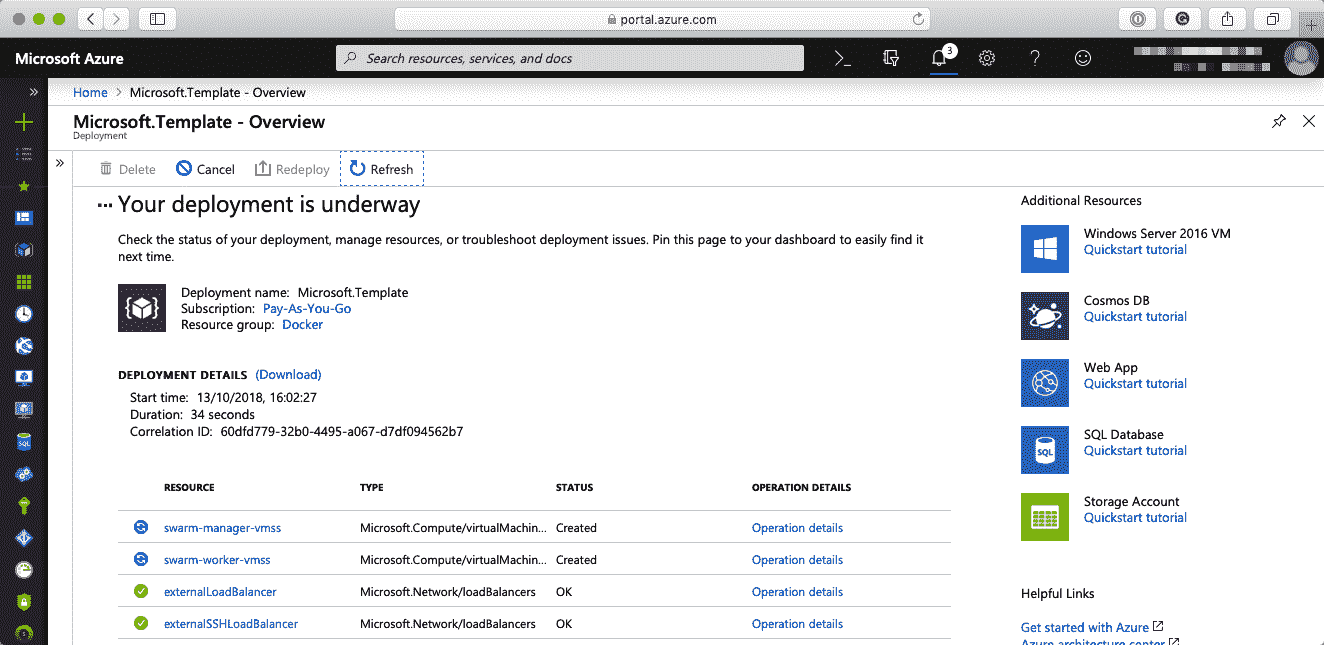 portal.azure.com
Microsoft Azure
Search resources, services, and docs
3
Home > Microsoft.Template - Overview
Microsoft.Template - Overview
Deployment
Delete Cancel Redeploy Refresh
Your deployment is underway
Check the status of your deployment, manage resources, or troubleshoot deployment issues. Pin this page to your dashboard to easily find it
next time.
Deployment name: Microsoft.Template
Subscription: Pay-As-You-Go
Resource group: Docker
DEPLOYMENT DETAILS (Download)
Start time: 13/10/2018, 16:02:27
Duration: 34 seconds
Correlation ID: 60dfd779-32b0-4495-a067-d7df094562b7
RESOURCE TYPE STATUS OPERATION DETAILS
swarm-manager-vmss Microsoft.Compute/virtualMachin... Created Operation details
swarm-worker-vmss Microsoft.Compute/virtualMachin... Created Operation details
externalLoadBalancer Microsoft.Network/loadBalancers OK Operation details
externalSSHLoadBalancer Microsoft.Network/loadBalancers OK Operation details
Additional Resources
Windows Server 2016 VM
Quickstart tutorial
Cosmos DB
Quickstart tutorial
Web App
Quickstart tutorial
SQL
SQL Database
Quickstart tutorial
Storage Account
Quickstart tutorial
Helpful Links
Get started with Azure
Azure architecture center